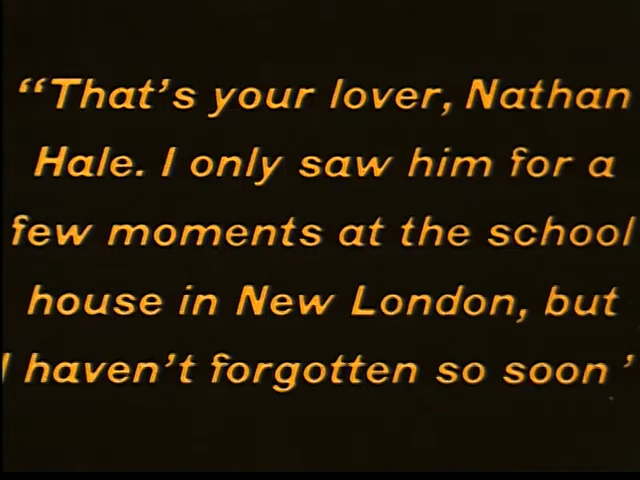 “That’s your lover, Nathan
Hale. I only saw him for a
few moments at the school
house in New London, but
I haven’t forgotten so soon ’